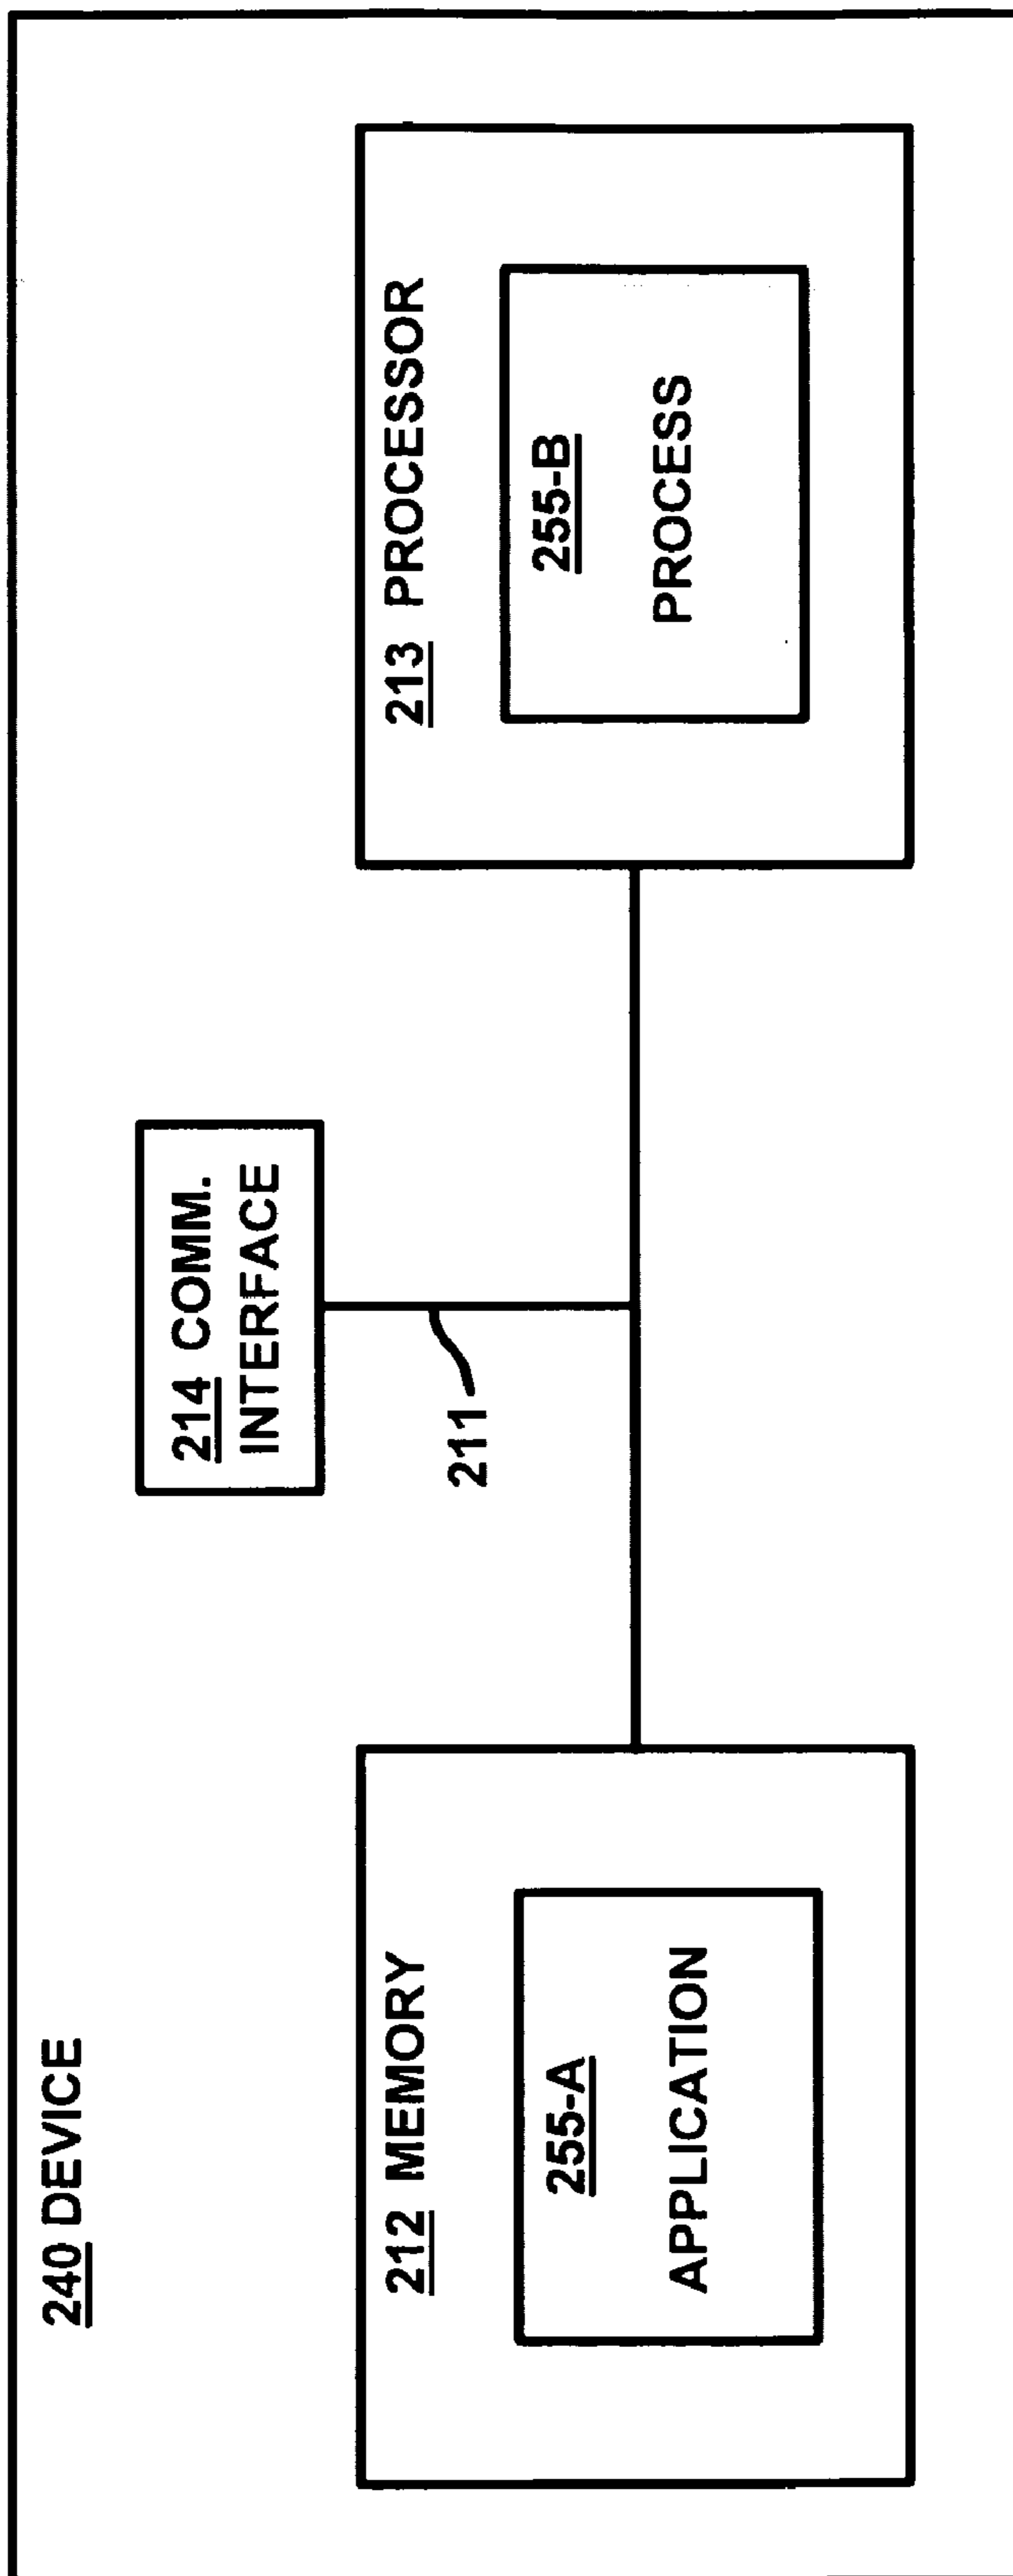 240 DEVICE
214 COMM.
INTERFACE
211
212 MEMORY
255-A
APPLICATION
213 PROCESSOR
255-B
PROCESS